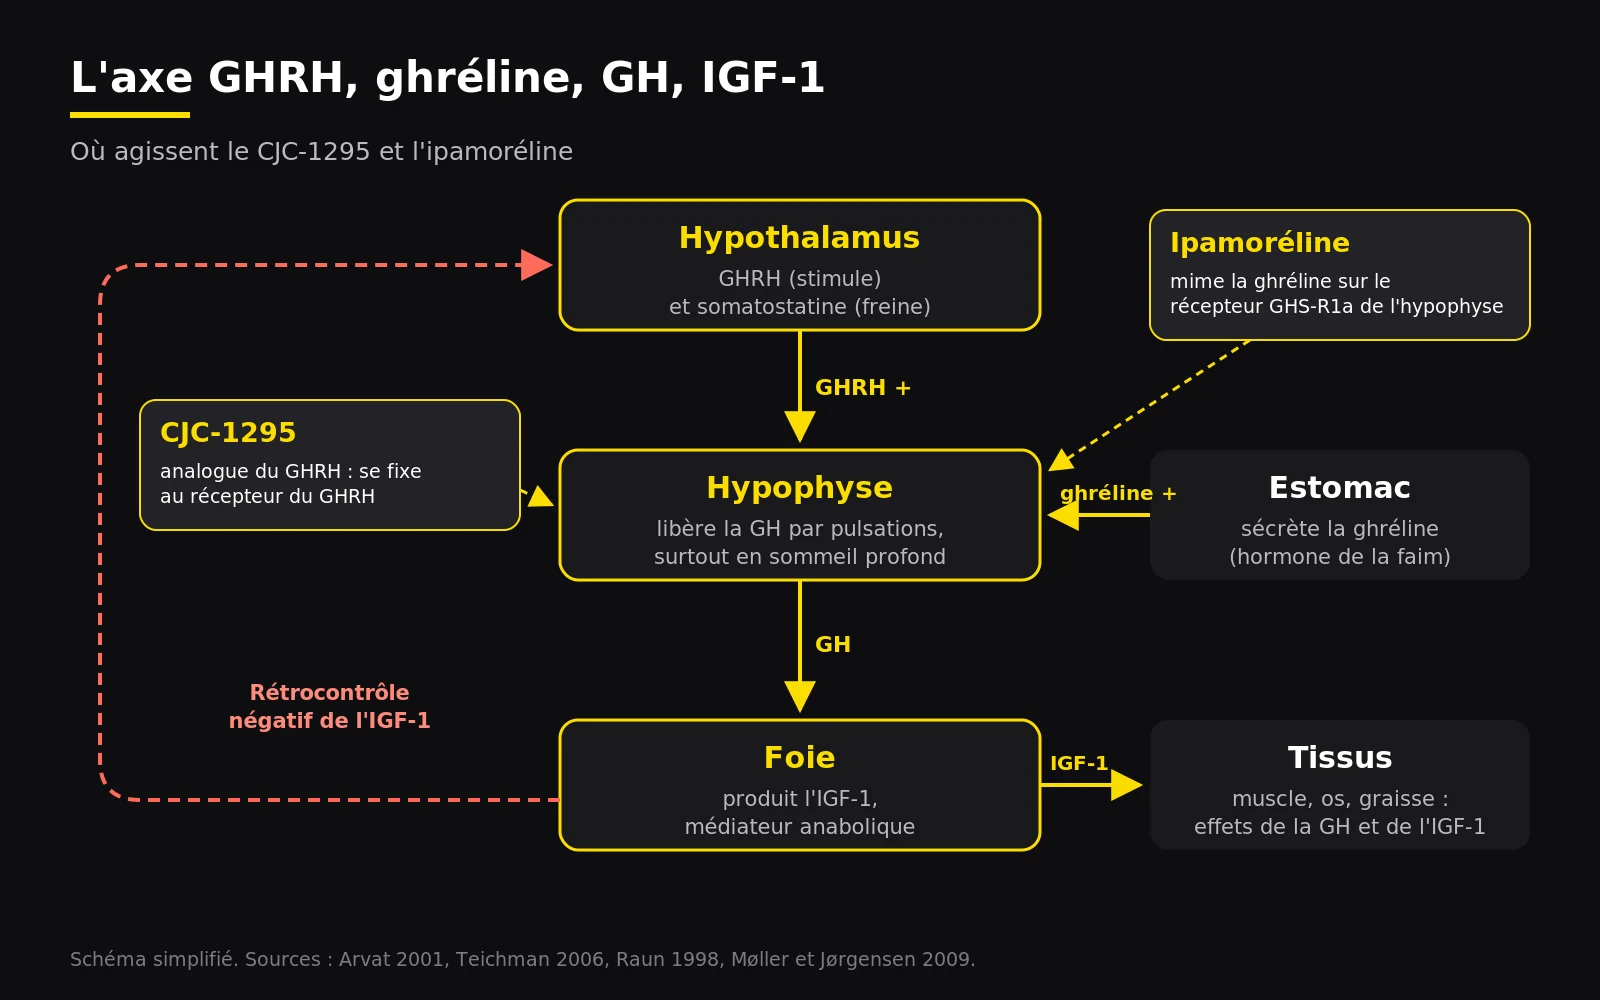 L'axe GHRH, ghréline, GH, IGF-1
Où agissent le CJC-1295 et l'ipamoréline
Hypothalamus
GHRH (stimule)
et somatostatine (freine)
Ipamoréline
mime la ghréline sur le
récepteur GHS-R1a de l'hypophyse
GHRH +
CJC-1295
analogue du GHRH : se fixe
au récepteur du GHRH
Hypophyse
libère la GH par pulsations,
surtout en sommeil profond
ghréline +
Estomac
sécrète la ghréline
(hormone de la faim)
GH
Rétrocontrôle
négatif de l'IGF-1
Foie
produit l'IGF-1,
médiateur anabolique
IGF-1
Tissus
muscle, os, graisse :
effets de la GH et de l'IGF-1
Schéma simplifié. Sources : Arvat 2001, Teichman 2006, Raun 1998, Møller et Jørgensen 2009.